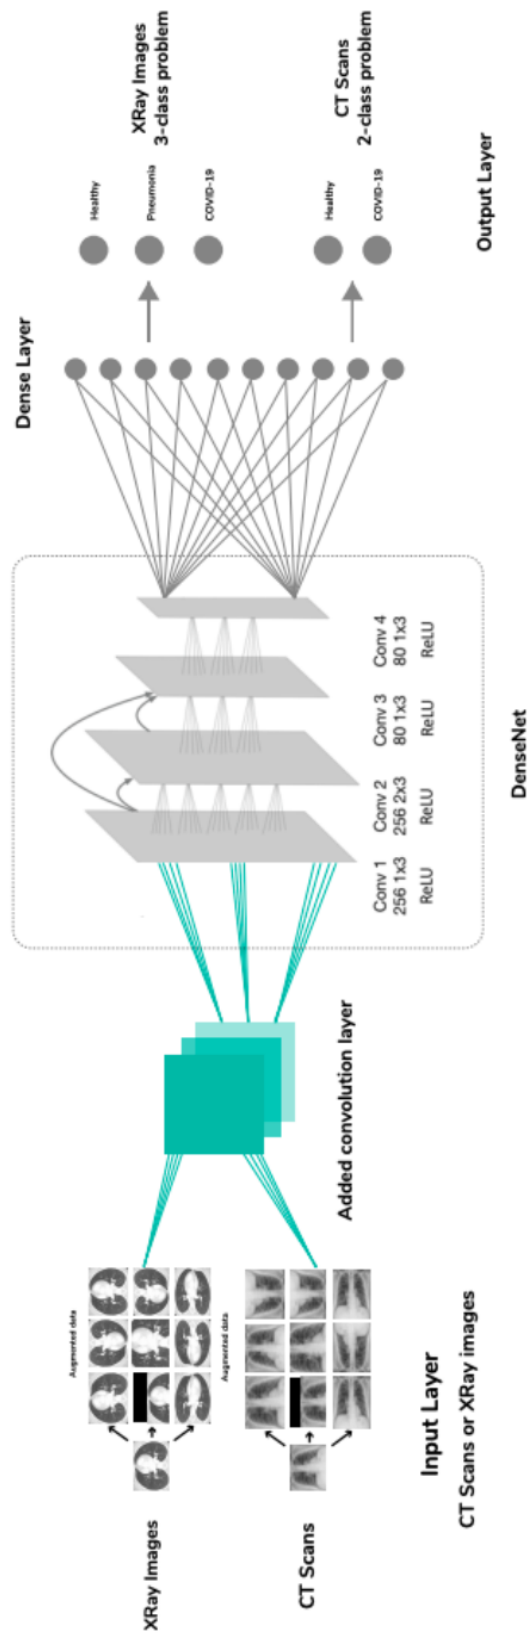 XRay Images
CT Scans
Augmented data
Augmented data
Input Layer
CT Scans or XRay images
Added convolution layer
Conv 1
256 1x3
ReLU
Conv 2
256 2x3
ReLU
Conv 3
80 1x3
ReLU
Conv 4
80 1x3
ReLU
DenseNet
Dense Layer
Healthy
Pneumonia
COVID-19
XRay Images
3-class problem
Healthy
COVID-19
CT Scans
2-class problem
Output Layer